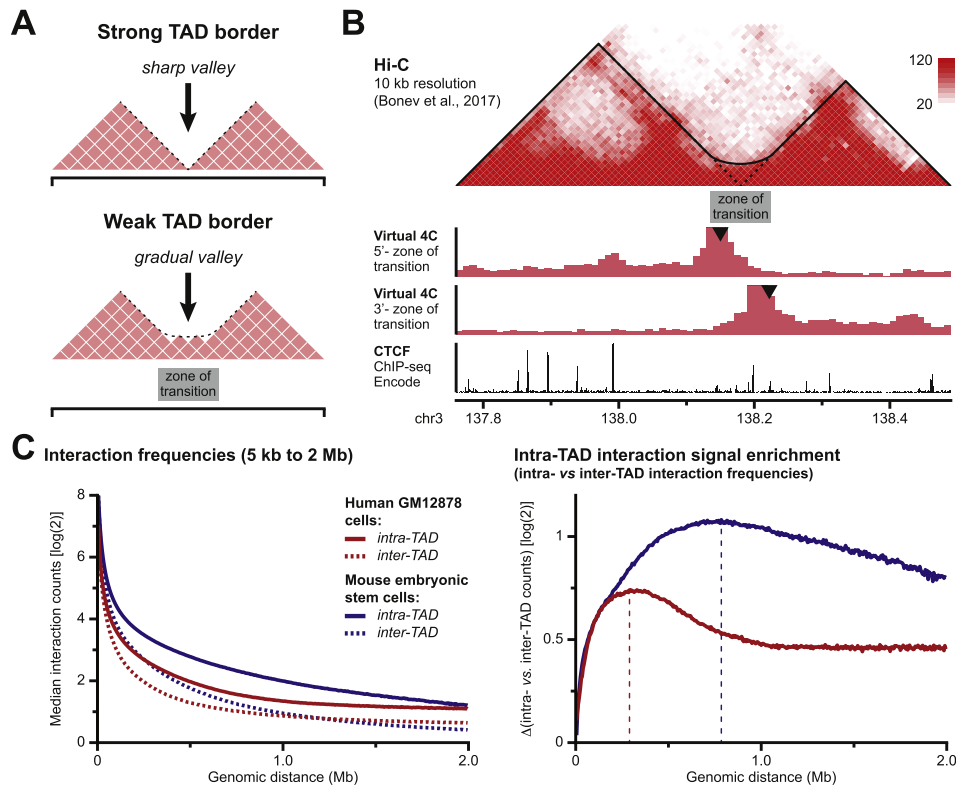 A
Strong TAD border
sharp valley
Weak TAD border
gradual valley
zone of
transition
B
Hi-C
10 kb resolution
(Bonev et al., 2017)
120
20
zone of
transition
Virtual 4C
5'- zone of
transition
Virtual 4C
3'- zone of
transition
CTCF
ChIP-seq
Encode
chr3
137.8
138.0
138.2
138.4
C
Interaction frequencies (5 kb to 2 Mb)
Median interaction counts [log(2)]
8
6
4
2
0
0
1.0
2.0
Genomic distance (Mb)
Human GM12878
cells:
intra-TAD
inter-TAD
Mouse embryonic
stem cells:
intra-TAD
inter-TAD
Intra-TAD interaction signal enrichment
(intra- vs inter-TAD interaction frequencies)
Δ(intra- vs. inter-TAD counts) [log(2)]
1
0.5
0
0
1.0
2.0
Genomic distance (Mb)